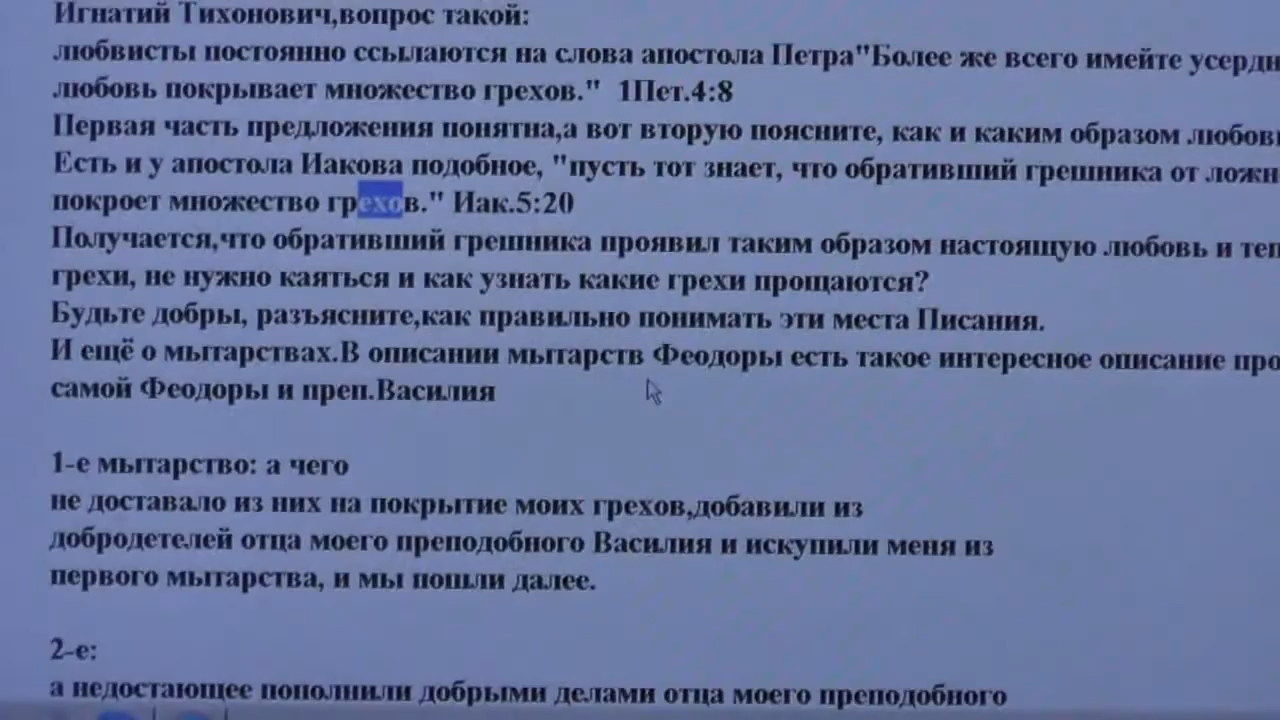 Игнатий Тихонович,вопрос такой:
любвисты постоянно ссылаются на слова апостола Петра"Более же всего имейте усердн
любовь покрывает множество грехов." 1Пет.4:8
Первая часть предложения понятна,а вот вторую поясните, как и каким образом любовь
Есть и у апостола Иакова подобное, "пусть тот знает, что обративший грешника от ложн
покроет множество грехов." Иак.5:20
Получается,что обративший грешника проявил таким образом настоящую любовь и теп
грехи, не нужно каяться и как узнать какие грехи прощаются?
Будьте добры, разъясните,как правильно понимать эти места Писания.
И ещё о мытарствах.В описании мытарств Феодоры есть такое интересное описание про
самой Феодоры и преп.Василия
1-е мытарство: а чего
не доставало из них на покрытие моих грехов,добавили из
добродетелей отца моего преподобного Василия и искупили меня из
первого мытарства, и мы пошли далее.
2-е:
а недостающее пополнили добрыми делами отца моего преподобного